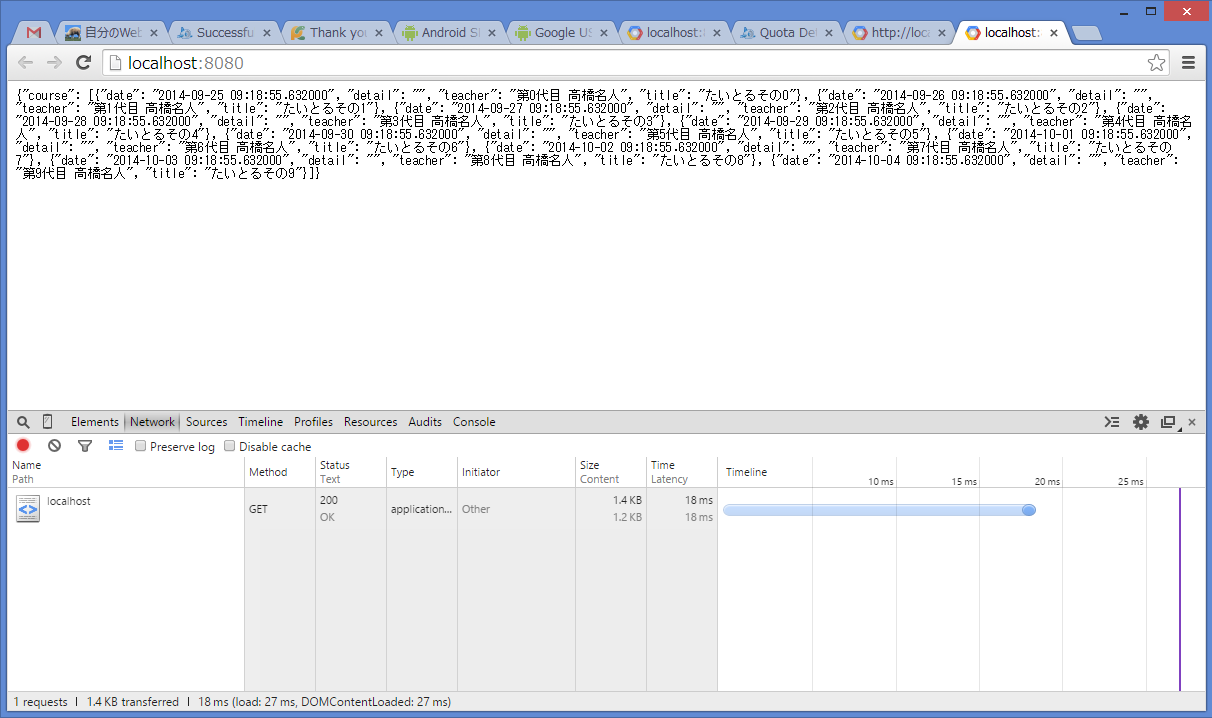 自分のWeb
Successfu
Thank you
Android S
Google US
localhost:
Quota De
http://loc
localhost:
localhost:8080
{"course": [{"date": "2014-09-25 09:18:55.632000", "detail": "", "teacher": "第0代目 高橋名人", "title": "たいとるその0"}, {"date": "2014-09-26 09:18:55.632000", "detail": "",
"teacher": "第1代目 高橋名人", "title": "たいとるその1"}, {"date": "2014-09-27 09:18:55.632000", "detail": "", "teacher": "第2代目 高橋名人", "title": "たいとるその2"}, {"date":
"2014-09-28 09:18:55.632000", "detail": "", "teacher": "第3代目 高橋名人", "title": "たいとるその3"}, {"date": "2014-09-29 09:18:55.632000", "detail": "", "teacher": "第4代目 高橋名
人", "title": "たいとるその4"}, {"date": "2014-09-30 09:18:55.632000", "detail": "", "teacher": "第5代目 高橋名人", "title": "たいとるその5"}, {"date": "2014-10-01 09:18:55.632000",
"detail": "", "teacher": "第6代目 高橋名人", "title": "たいとるその6"}, {"date": "2014-10-02 09:18:55.632000", "detail": "", "teacher": "第7代目 高橋名人", "title": "たいとるその
7"}, {"date": "2014-10-03 09:18:55.632000", "detail": "", "teacher": "第8代目 高橋名人", "title": "たいとるその8"}, {"date": "2014-10-04 09:18:55.632000", "detail": "", "teacher":
"第9代目 高橋名人", "title": "たいとるその9"}]}
Elements Network Sources Timeline Profiles Resources Audits Console
Preserve log Disable cache
Name
Path
Method
Status
Text
Type
Initiator
Size
Content
Time
Latency
Timeline
10 ms
15 ms
20 ms
25 ms
localhost
GET
200
OK
application...
Other
1.4 KB
1.2 KB
18 ms
18 ms
1 requests | 1.4 KB transferred | 18 ms (load: 27 ms, DOMContentLoaded: 27 ms)